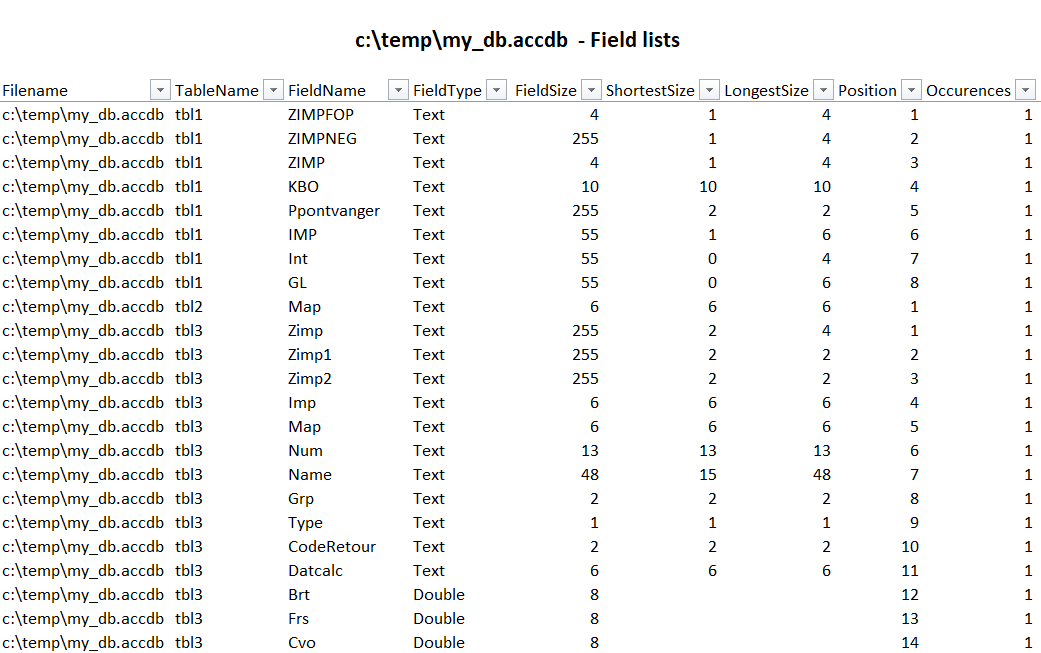 c:\temp\my_db.accdb - Field lists
Filename TableName FieldName FieldType FieldSize ShortestSize LongestSize Position Occurences
c:\temp\my_db.accdb tbl1 ZIMPFOP Text 4 1 4 1 1
c:\temp\my_db.accdb tbl1 ZIMPNEG Text 255 1 4 2 1
c:\temp\my_db.accdb tbl1 ZIMP Text 4 1 4 3 1
c:\temp\my_db.accdb tbl1 KBO Text 10 10 10 4 1
c:\temp\my_db.accdb tbl1 Ppontvanger Text 255 2 2 5 1
c:\temp\my_db.accdb tbl1 IMP Text 55 1 6 6 1
c:\temp\my_db.accdb tbl1 Int Text 55 0 4 7 1
c:\temp\my_db.accdb tbl1 GL Text 55 0 6 8 1
c:\temp\my_db.accdb tbl2 Map Text 6 6 6 1 1
c:\temp\my_db.accdb tbl3 Zimp Text 255 2 4 1 1
c:\temp\my_db.accdb tbl3 Zimp1 Text 255 2 2 2 1
c:\temp\my_db.accdb tbl3 Zimp2 Text 255 2 2 3 1
c:\temp\my_db.accdb tbl3 Imp Text 6 6 6 4 1
c:\temp\my_db.accdb tbl3 Map Text 6 6 6 5 1
c:\temp\my_db.accdb tbl3 Num Text 13 13 13 6 1
c:\temp\my_db.accdb tbl3 Name Text 48 15 48 7 1
c:\temp\my_db.accdb tbl3 Grp Text 2 2 2 8 1
c:\temp\my_db.accdb tbl3 Type Text 1 1 1 9 1
c:\temp\my_db.accdb tbl3 CodeRetour Text 2 2 2 10 1
c:\temp\my_db.accdb tbl3 Datcalc Text 6 6 6 11 1
c:\temp\my_db.accdb tbl3 Brt Double 8 12 1
c:\temp\my_db.accdb tbl3 Frs Double 8 13 1
c:\temp\my_db.accdb tbl3 Cvo Double 8 14 1